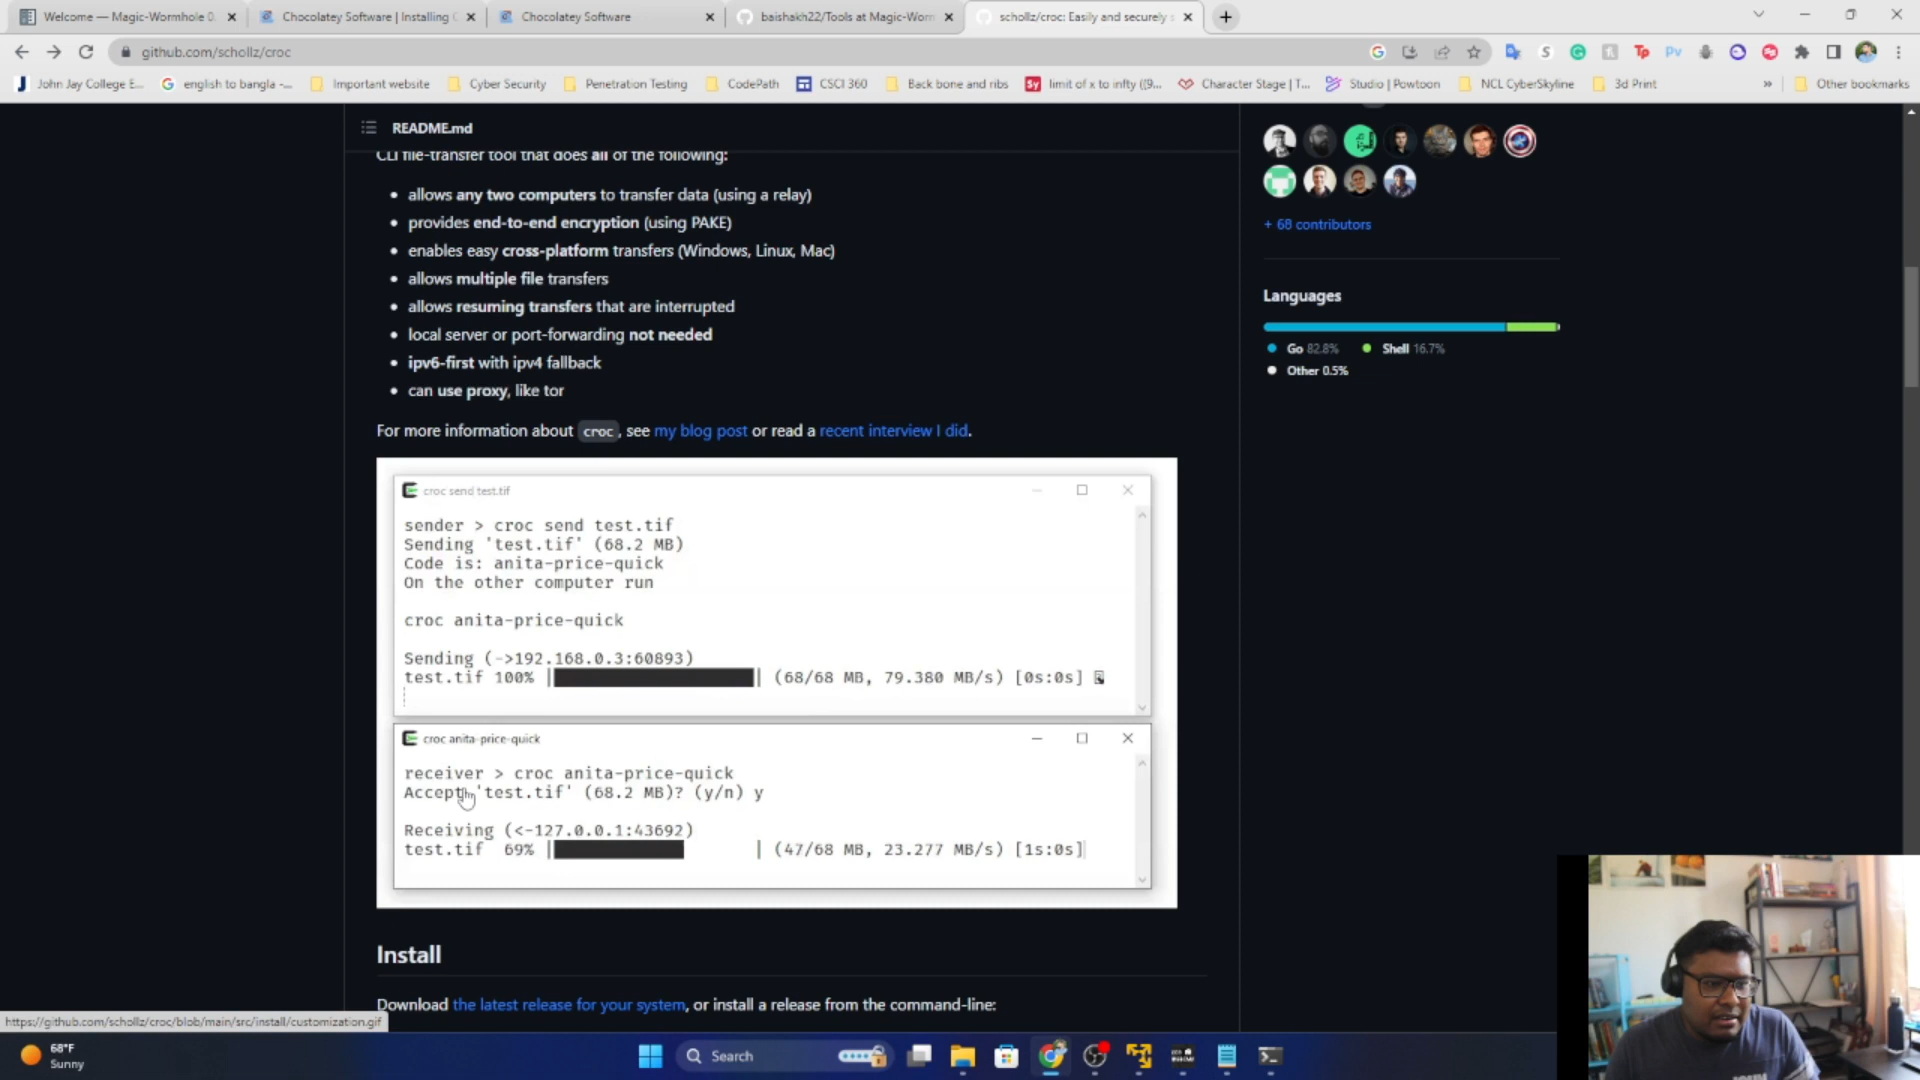 Welcome — Magic-Wormhole 0.
Chocolatey Software | Installing C
Chocolatey Software
baishakh22/Tools at Magic-Worm
schollz/croc: Easily and securely s
github.com/schollz/croc
John Jay College E...
english to bangla -...
Important website
Cyber Security
Penetration Testing
CodePath
CSCI 360
Back bone and ribs
limit of x to infty ((9...
Character Stage | T...
Studio | Powtoon
NCL CyberSkyline
3d Print
»
Other bookmarks
README.md
CLI file-transfer tool that does all of the following:
• allows any two computers to transfer data (using a relay)
• provides end-to-end encryption (using PAKE)
• enables easy cross-platform transfers (Windows, Linux, Mac)
• allows multiple file transfers
• allows resuming transfers that are interrupted
• local server or port-forwarding not needed
• ipv6-first with ipv4 fallback
• can use proxy, like tor
For more information about croc, see my blog post or read a recent interview I did.
croc send test.tif
sender > croc send test.tif
Sending 'test.tif' (68.2 MB)
Code is: anita-price-quick
On the other computer run
croc anita-price-quick
Sending (->192.168.0.3:60893)
test.tif 100% | | (68/68 MB, 79.380 MB/s) [0s:0s]
croc anita-price-quick
receiver > croc anita-price-quick
Accept 'test.tif' (68.2 MB)? (y/n) y
Receiving (<-127.0.0.1:43692)
test.tif 69% | | (47/68 MB, 23.277 MB/s) [1s:0s]
Install
Download the latest release for your system, or install a release from the command-line:
+ 68 contributors
Languages
Go 82.8% Shell 16.7%
Other 0.5%
https://github.com/schollz/croc/blob/main/src/install/customization.gif
68°F
Sunny
Search